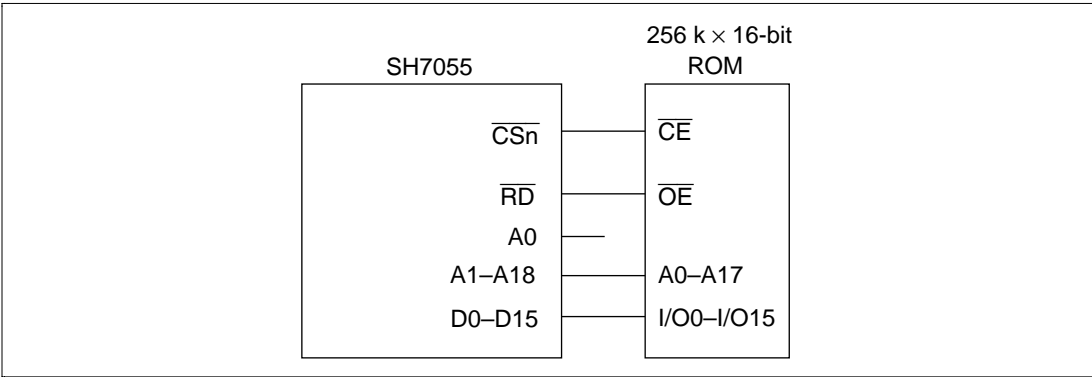 256 k × 16-bit
SH7055 ROM
CSn CE
RD OE
A0
A1–A18 A0–A17
D0–D15 I/O0–I/O15